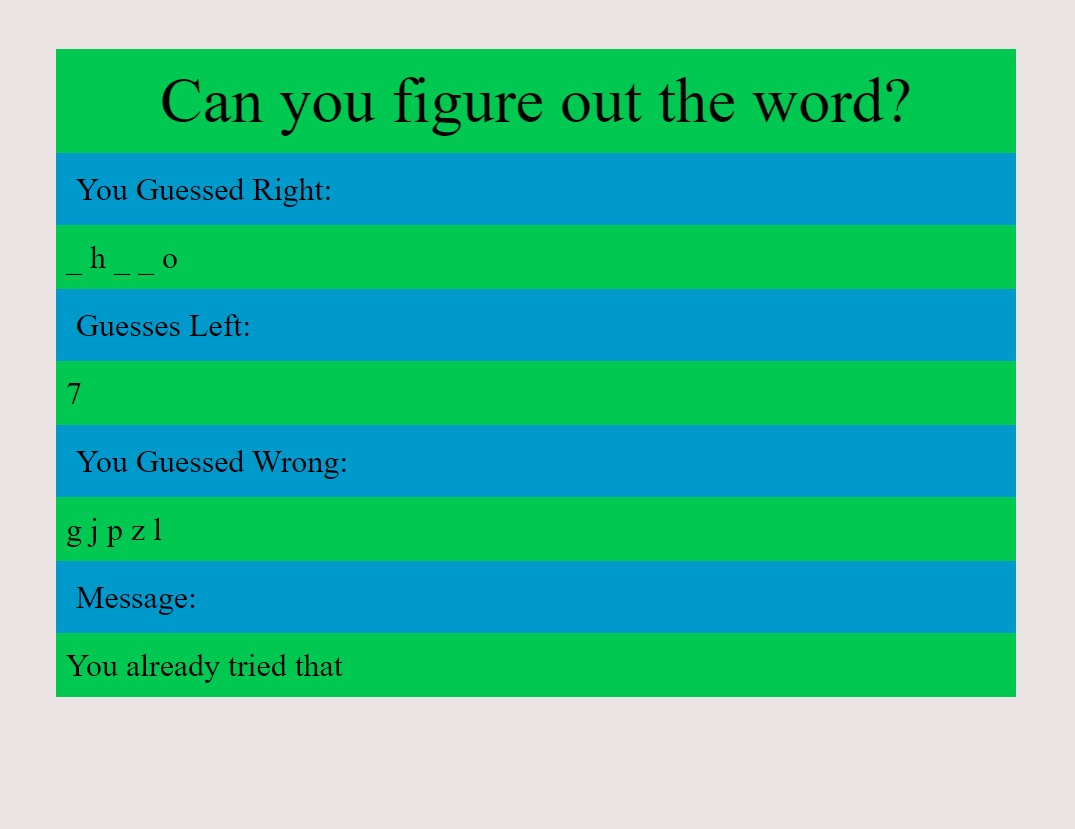 Can you figure out the word?
You Guessed Right:
_ h _ _ o
Guesses Left:
7
You Guessed Wrong:
g j p z l
Message:
You already tried that